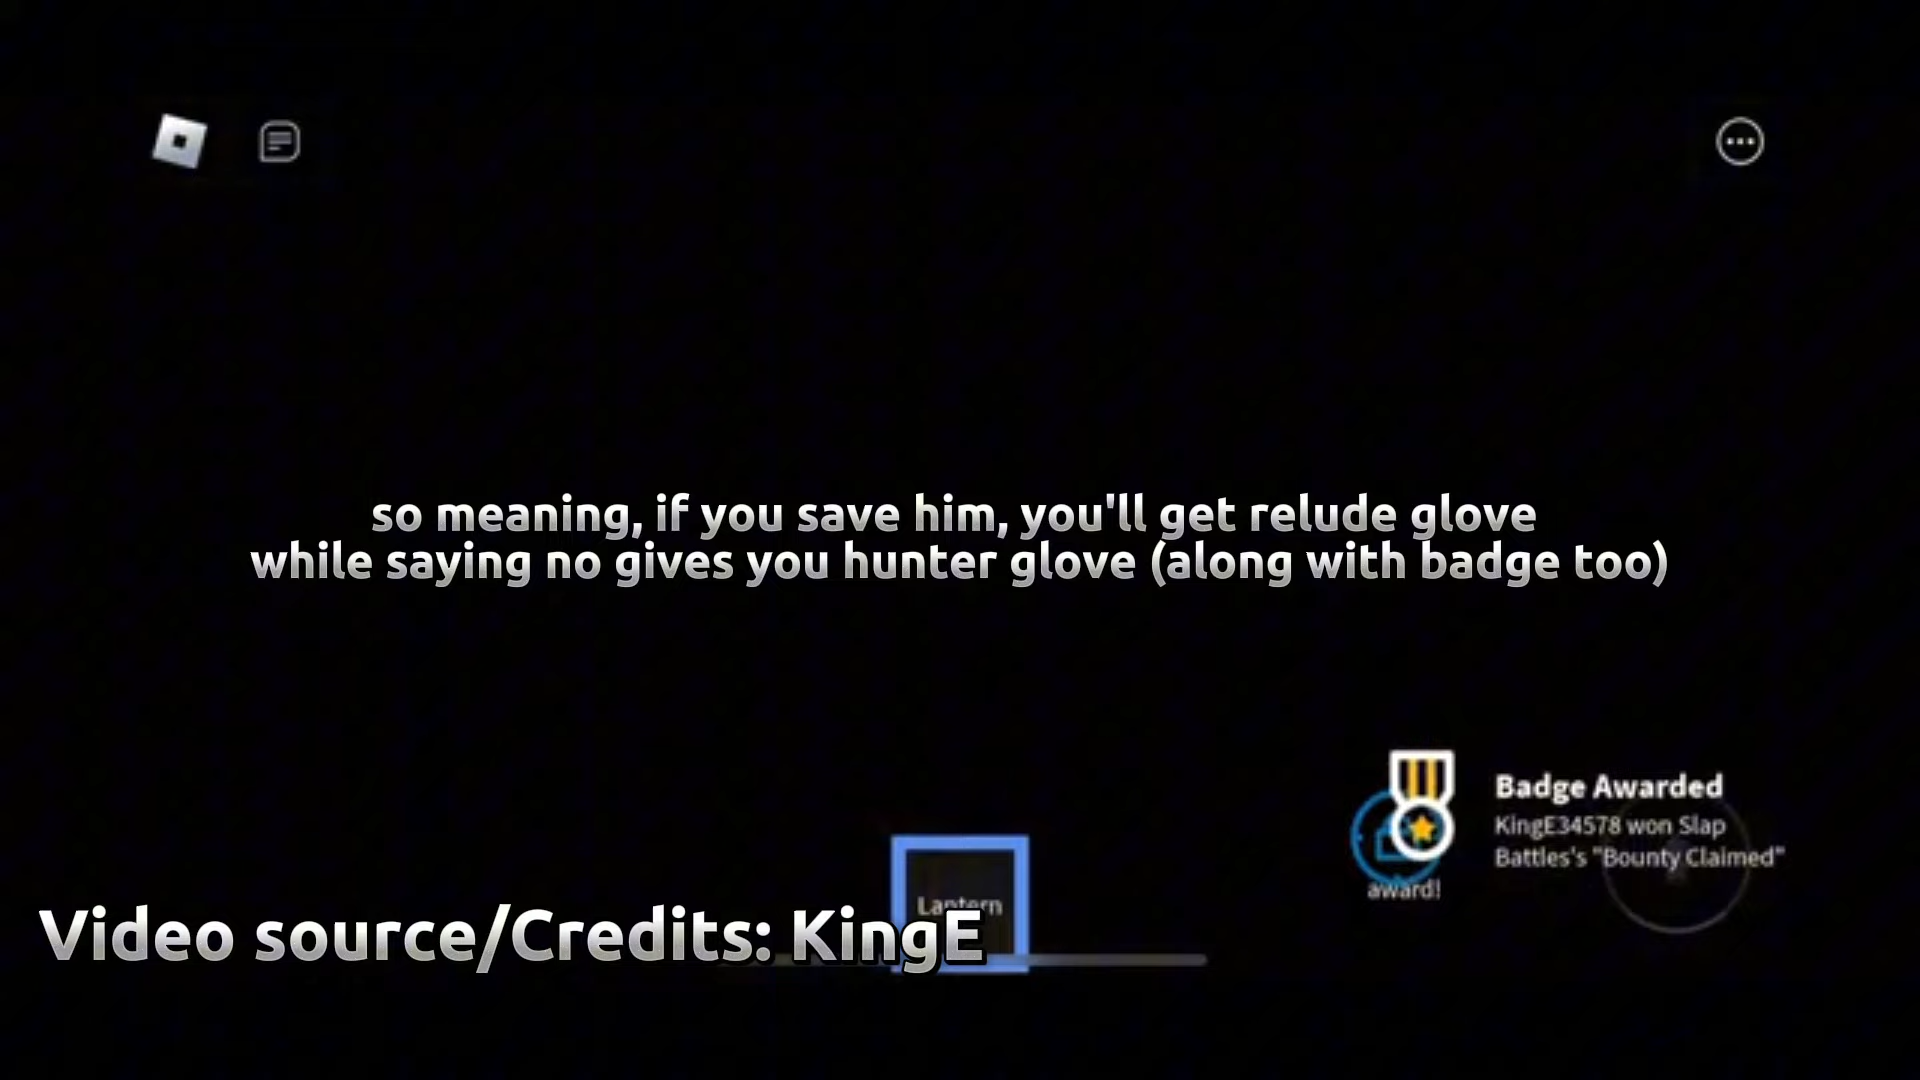 so meaning, if you save him, you'll get relude glove
while saying no gives you hunter glove (along with badge too)
Badge Awarded
KingE34578 won Slap
Battles's "Bounty Claimed"
award!
Lantern
Video source/Credits: KingE